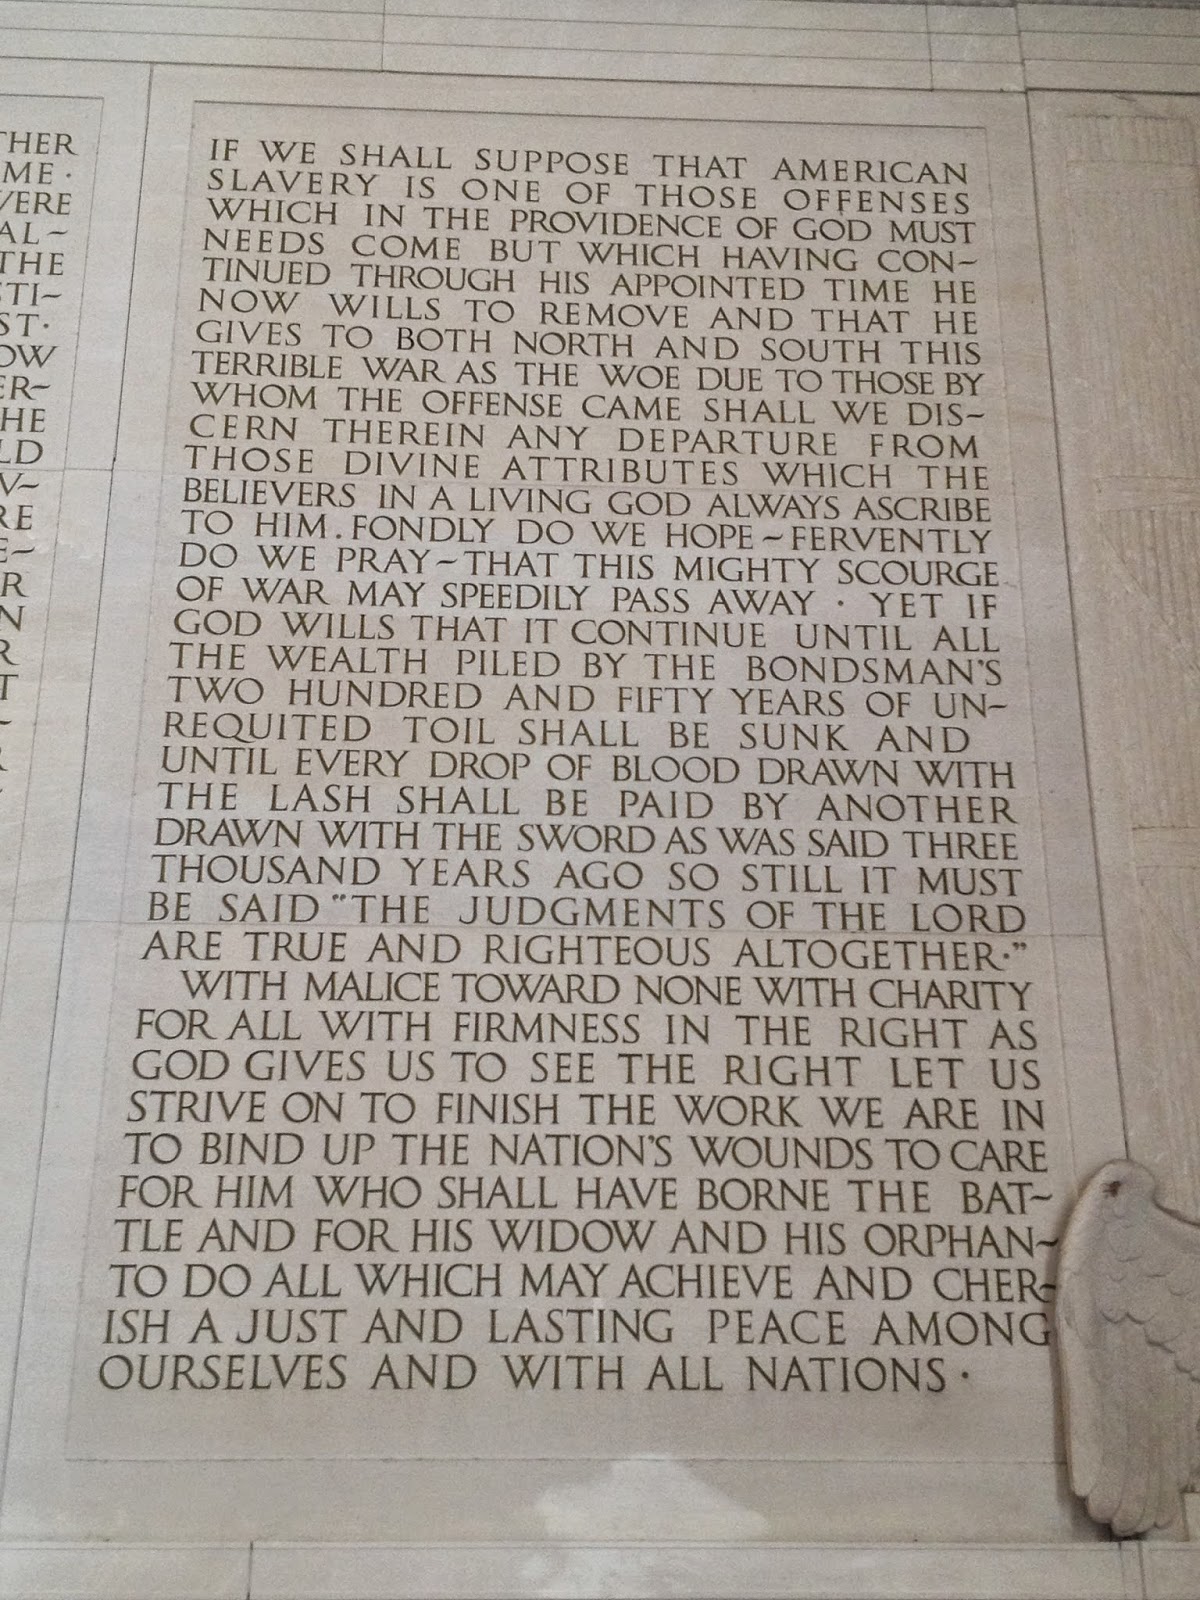 THER
ME ·
VERE
AL~
THE
STI~
ST·
OW
ER~
HE
LD
V~
RE
E~
R
N
R
T
IF WE SHALL SUPPOSE THAT AMERICAN
SLAVERY IS ONE OF THOSE OFFENSES
WHICH IN THE PROVIDENCE OF GOD MUST
NEEDS COME BUT WHICH HAVING CON~
TINUED THROUGH HIS APPOINTED TIME HE
NOW WILLS TO REMOVE AND THAT HE
GIVES TO BOTH NORTH AND SOUTH THIS
TERRIBLE WAR AS THE WOE DUE TO THOSE BY
WHOM THE OFFENSE CAME SHALL WE DIS~
CERN THEREIN ANY DEPARTURE FROM
THOSE DIVINE ATTRIBUTES WHICH THE
BELIEVERS IN A LIVING GOD ALWAYS ASCRIBE
TO HIM. FONDLY DO WE HOPE ~ FERVENTLY
DO WE PRAY ~ THAT THIS MIGHTY SCOURGE
OF WAR MAY SPEEDILY PASS AWAY · YET IF
GOD WILLS THAT IT CONTINUE UNTIL ALL
THE WEALTH PILED BY THE BONDSMAN'S
TWO HUNDRED AND FIFTY YEARS OF UN~
REQUITED TOIL SHALL BE SUNK AND
UNTIL EVERY DROP OF BLOOD DRAWN WITH
THE LASH SHALL BE PAID BY ANOTHER
DRAWN WITH THE SWORD AS WAS SAID THREE
THOUSAND YEARS AGO SO STILL IT MUST
BE SAID "THE JUDGMENTS OF THE LORD
ARE TRUE AND RIGHTEOUS ALTOGETHER·"
WITH MALICE TOWARD NONE WITH CHARITY
FOR ALL WITH FIRMNESS IN THE RIGHT AS
GOD GIVES US TO SEE THE RIGHT LET US
STRIVE ON TO FINISH THE WORK WE ARE IN
TO BIND UP THE NATION'S WOUNDS TO CARE
FOR HIM WHO SHALL HAVE BORNE THE BAT~
TLE AND FOR HIS WIDOW AND HIS ORPHAN~
TO DO ALL WHICH MAY ACHIEVE AND CHER~
ISH A JUST AND LASTING PEACE AMONG
OURSELVES AND WITH ALL NATIONS ·